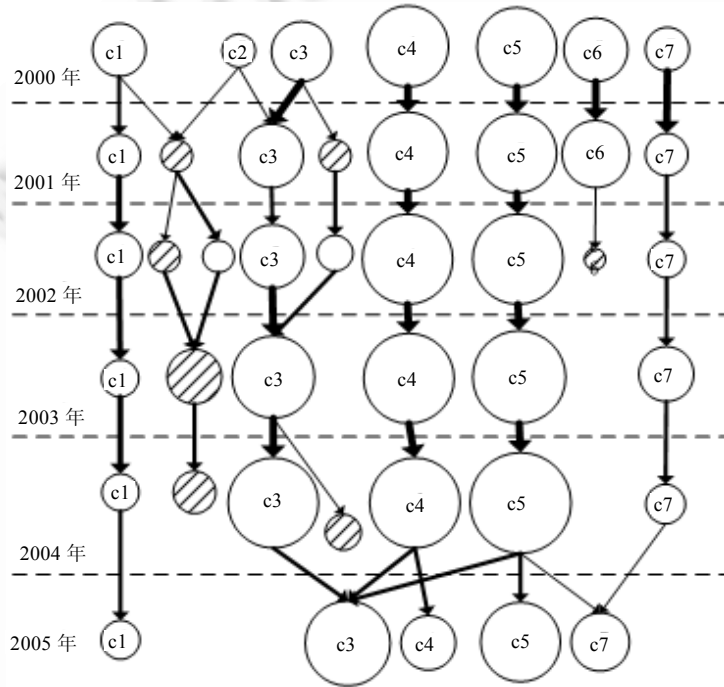 c1 c2 c3 c4 c5 c6 c7
2000 年
c1 c3 c4 c5 c6 c7
2001 年
c1 c3 c4 c5 c7
2002 年
c1 c3 c4 c5 c7
2003 年
c1 c3 c4 c5 c7
2004 年
2005 年 c1 c3 c4 c5 c7